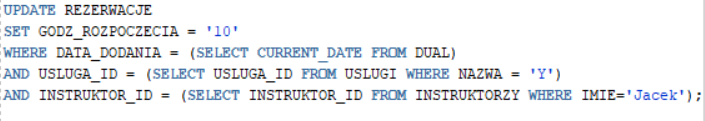 UPDATE REZERWACJE
SET GODZ_ROZPOCZECIA = '10'
WHERE DATA_DODANIA = (SELECT CURRENT_DATE FROM DUAL)
AND USLUGA_ID = (SELECT USLUGA_ID FROM USLUGI WHERE NAZWA = 'Y')
AND INSTRUKTOR_ID = (SELECT INSTRUKTOR_ID FROM INSTRUKTORZY WHERE IMIE='Jacek');